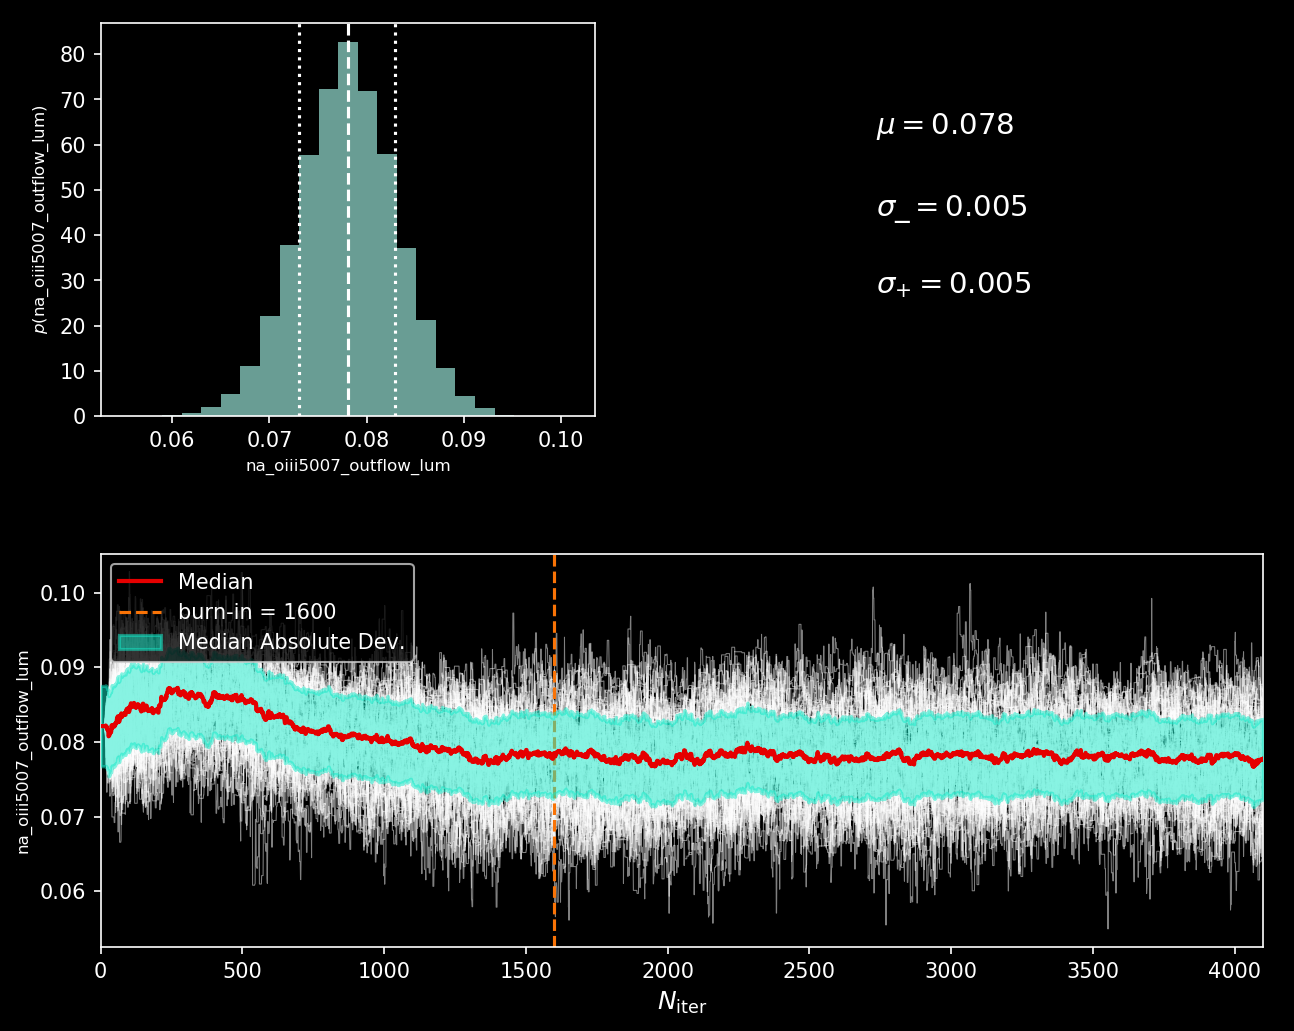 80
70
60
50
40
30
20
10
0
p(na_oiii5007_outflow_lum)
0.06 0.07 0.08 0.09 0.10
na_oiii5007_outflow_lum
μ = 0.078
σ₋ = 0.005
σ₊ = 0.005
Median
burn-in = 1600
Median Absolute Dev.
0.10
0.09
0.08
0.07
0.06
na_oiii5007_outflow_lum
0 500 1000 1500 2000 2500 3000 3500 4000
N_iter